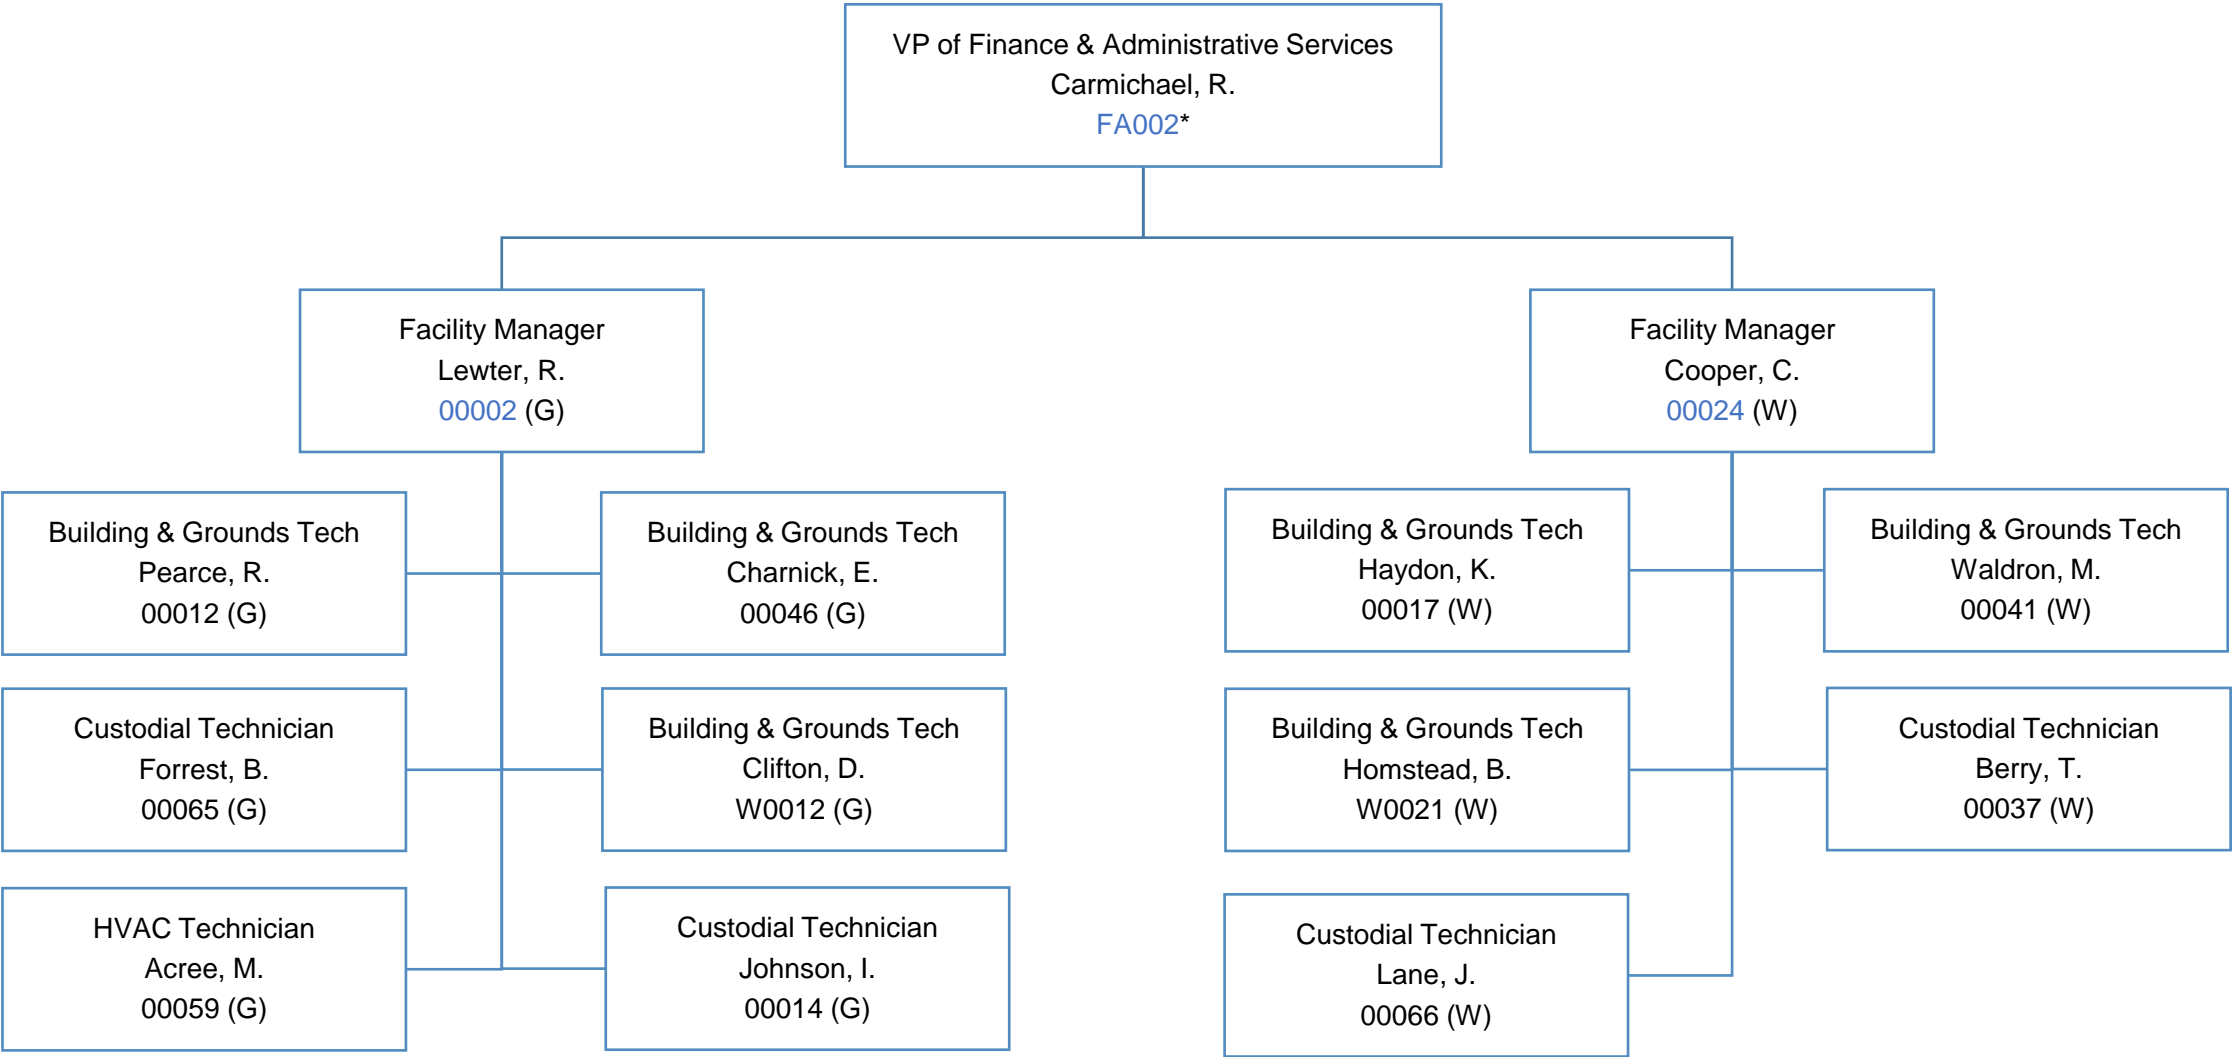 VP of Finance & Administrative Services
Carmichael, R.
FA002*
Facility Manager
Lewter, R.
00002 (G)
Facility Manager
Cooper, C.
00024 (W)
Building & Grounds Tech
Pearce, R.
00012 (G)
Building & Grounds Tech
Charnick, E.
00046 (G)
Building & Grounds Tech
Haydon, K.
00017 (W)
Building & Grounds Tech
Waldron, M.
00041 (W)
Custodial Technician
Forrest, B.
00065 (G)
Building & Grounds Tech
Clifton, D.
W0012 (G)
Building & Grounds Tech
Homstead, B.
W0021 (W)
Custodial Technician
Berry, T.
00037 (W)
HVAC Technician
Acree, M.
00059 (G)
Custodial Technician
Johnson, I.
00014 (G)
Custodial Technician
Lane, J.
00066 (W)